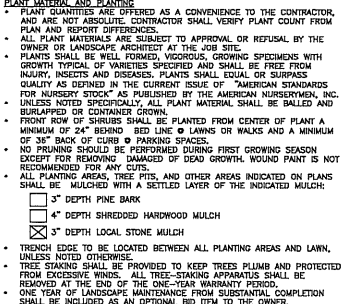 PLANT MATERIAL AND PLANTING
• PLANT QUANTITIES ARE OFFERED AS A CONVENIENCE TO THE CONTRACTOR,
AND ARE NOT ABSOLUTE. CONTRACTOR SHALL VERIFY PLANT COUNT FROM
PLAN AND REPORT DIFFERENCES.
• ALL PLANT MATERIALS ARE SUBJECT TO APPROVAL OR REFUSAL BY THE
OWNER OR LANDSCAPE ARCHITECT AT THE JOB SITE.
• PLANTS SHALL BE WELL FORMED, VIGOROUS, GROWING SPECIMENS WITH
GROWTH TYPICAL OF VARIETIES SPECIFIED AND SHALL BE FREE FROM
INJURY, INSECTS AND DISEASES. PLANTS SHALL EQUAL OR SURPASS
QUALITY AS DEFINED IN THE CURRENT ISSUE OF "AMERICAN STANDARDS
FOR NURSERY STOCK" AS PUBLISHED BY THE AMERICAN NURSERYMEN, INC.
• UNLESS NOTED SPECIFICALLY, ALL PLANT MATERIAL SHALL BE BALLED AND
BURLAPPED OR CONTAINER GROWN.
• FRONT ROW OF SHRUBS SHALL BE PLANTED FROM CENTER OF PLANT A
MINIMUM OF 24" BEHIND BED LINE @ LAWNS OR WALKS AND A MINIMUM
OF 36" BACK OF CURB @ PARKING SPACES.
• NO PRUNING SHOULD BE PERFORMED DURING FIRST GROWING SEASON
EXCEPT FOR REMOVING DAMAGED OF DEAD GROWTH. WOUND PAINT IS NOT
RECOMMENDED FOR ANY CUTS.
• ALL PLANTING AREAS, TREE PITS, AND OTHER AREAS INDICATED ON PLANS
SHALL BE MULCHED WITH A SETTLED LAYER OF THE INDICATED MULCH:
3" DEPTH PINE BARK
4" DEPTH SHREDDED HARDWOOD MULCH
3" DEPTH LOCAL STONE MULCH
• TRENCH EDGE TO BE LOCATED BETWEEN ALL PLANTING AREAS AND LAWN,
UNLESS NOTED OTHERWISE.
• TREE STAKING SHALL BE PROVIDED TO KEEP TREES PLUMB AND PROTECTED
FROM EXCESSIVE WINDS. ALL TREE-STAKING APPARATUS SHALL BE
REMOVED AT THE END OF THE ONE-YEAR WARRANTY PERIOD.
• ONE YEAR OF LANDSCAPE MAINTENANCE FROM SUBSTANTIAL COMPLETION
SHALL BE INCLUDED AS AN OPTIONAL BID ITEM TO THE OWNER.